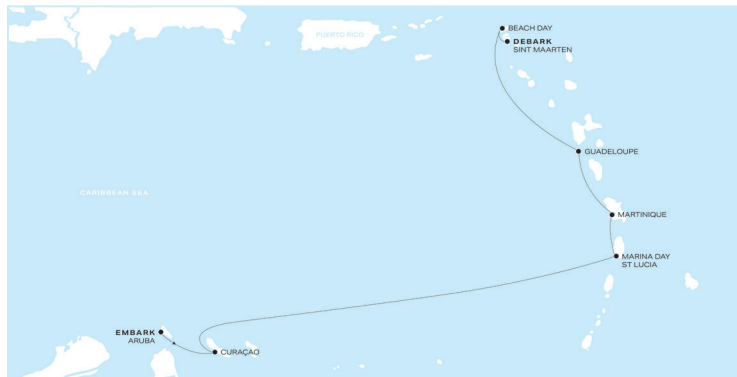 BEACH DAY
DEBARK
SINT MAARTEN
PUERTO RICO
GUADELOUPE
CARIBBEAN SEA
MARTINIQUE
MARINA DAY
ST LUCIA
EMBARK
ARUBA
CURAÇAO